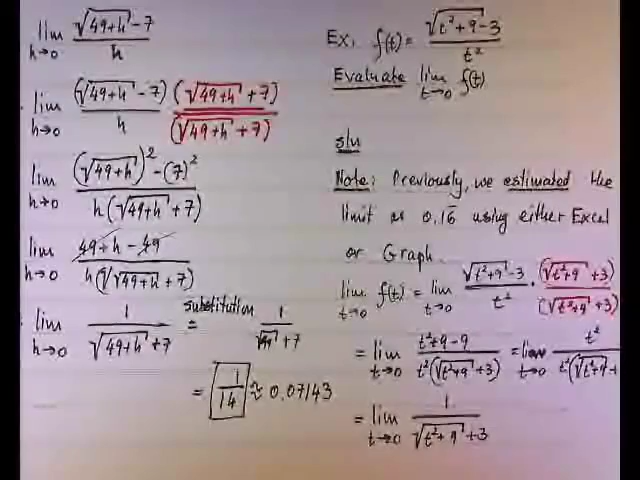 lim h→0 (√(49+h) - 7)/h
lim h→0 (√(49+h) - 7)/h (√(49+h) + 7)/(√(49+h) + 7)
lim h→0 ((√(49+h))² - (7)²)/(h(√(49+h) + 7))
lim h→0 (49+h - 49)/(h(√(49+h) + 7))
lim h→0 1/(√(49+h) + 7) substitution = 1/(√49 + 7)
= 1/14 ≈ 0.07143
Ex. f(t) = (√(t²+9) - 3)/t²
Evaluate lim t→0 f(t)
sln
Note: Previously, we estimated the
limit as 0.16̅ using either Excel
or Graph.
lim t→0 f(t) = lim t→0 (√(t²+9) - 3)/t² · (√(t²+9) + 3)/(√(t²+9) + 3)
= lim t→0 (t²+9-9)/(t²(√(t²+9) + 3)) = lim t→0 t²/(t²(√(t²+9) +
= lim t→0 1/(√(t²+9) + 3)